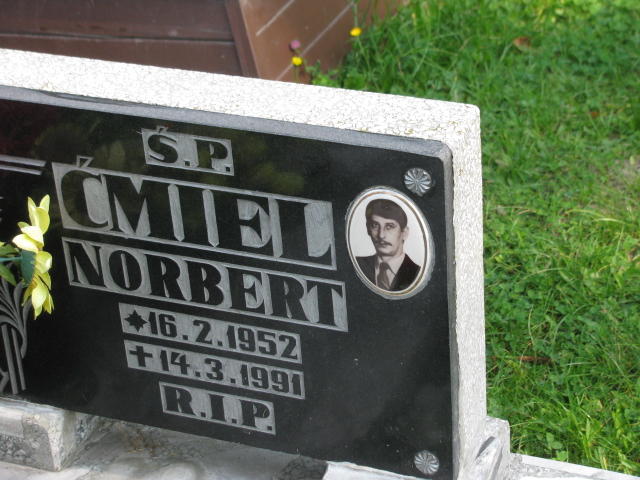 Ś.P.
ĆMIEL
NORBERT
✶16.2.1952
✝14.3.1991
R.I.P.